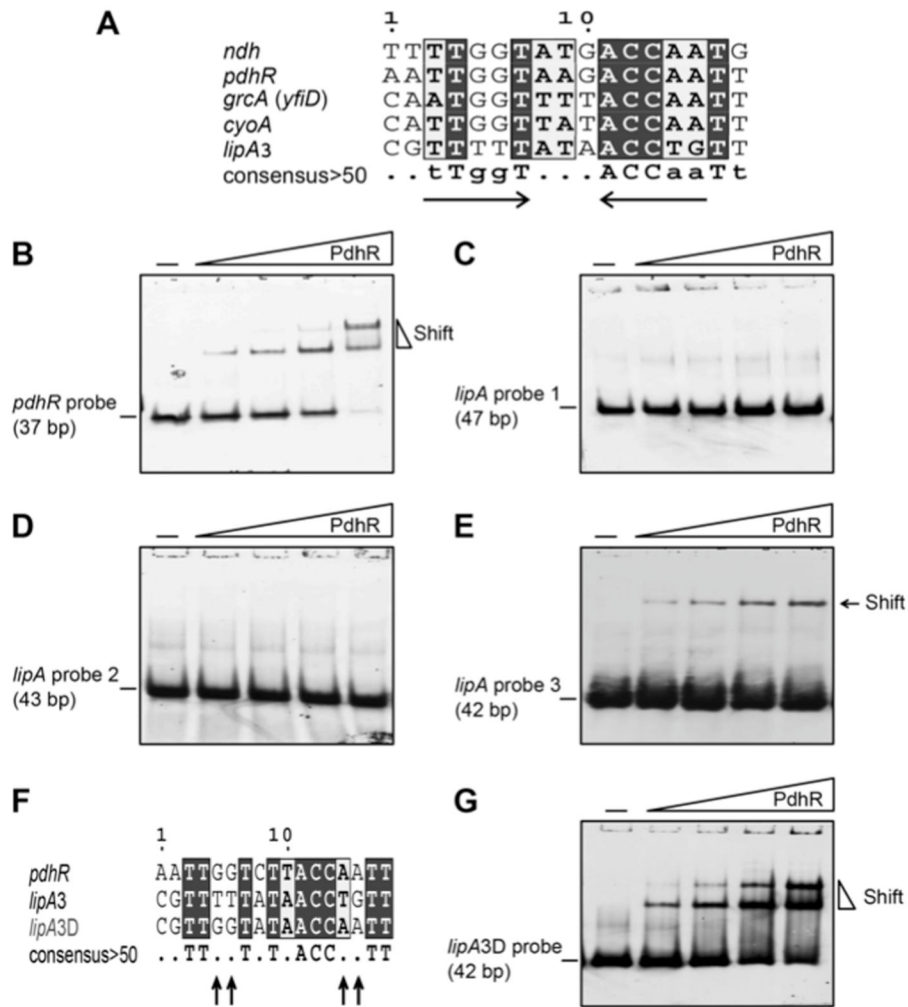 A
1 10
ndh TTTTGGTATGACCAATG
pdhR AATTGGTAAGACCAATT
grcA (yfiD) CAATGGTTTTACCAATT
cyoA CATTGGTTATACCAATT
lipA3 CGTTTTTATAACCTGTT
consensus>50 ..tTggT...ACCaaTt
B
PdhR
Shift
pdhR probe
(37 bp)
C
PdhR
lipA probe 1
(47 bp)
D
PdhR
lipA probe 2
(43 bp)
E
PdhR
Shift
lipA probe 3
(42 bp)
F
1 10
pdhR AATTGGTCTTACCAATT
lipA3 CGTTTTTATAACCTGTT
lipA3D CGTTGGTATAACCAATT
consensus>50 ..TT..T.T.ACC..TT
G
PdhR
Shift
lipA3D probe
(42 bp)